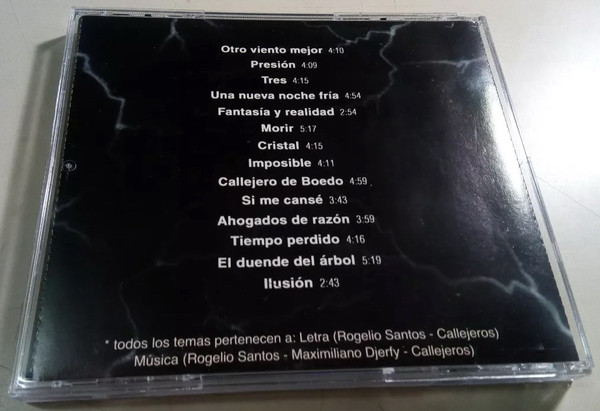 Otro viento mejor 4:10
Presión 4:09
Tres 4:15
Una nueva noche fría 4:54
Fantasía y realidad 2:54
Morir 5:17
Cristal 4:15
Imposible 4:11
Callejero de Boedo 4:59
Si me cansé 3:43
Ahogados de razón 3:59
Tiempo perdido 4:16
El duende del árbol 5:19
Ilusión 2:43
* todos los temas pertenecen a: Letra (Rogelio Santos - Callejeros)
Música (Rogelio Santos - Maximiliano Djerfy - Callejeros)